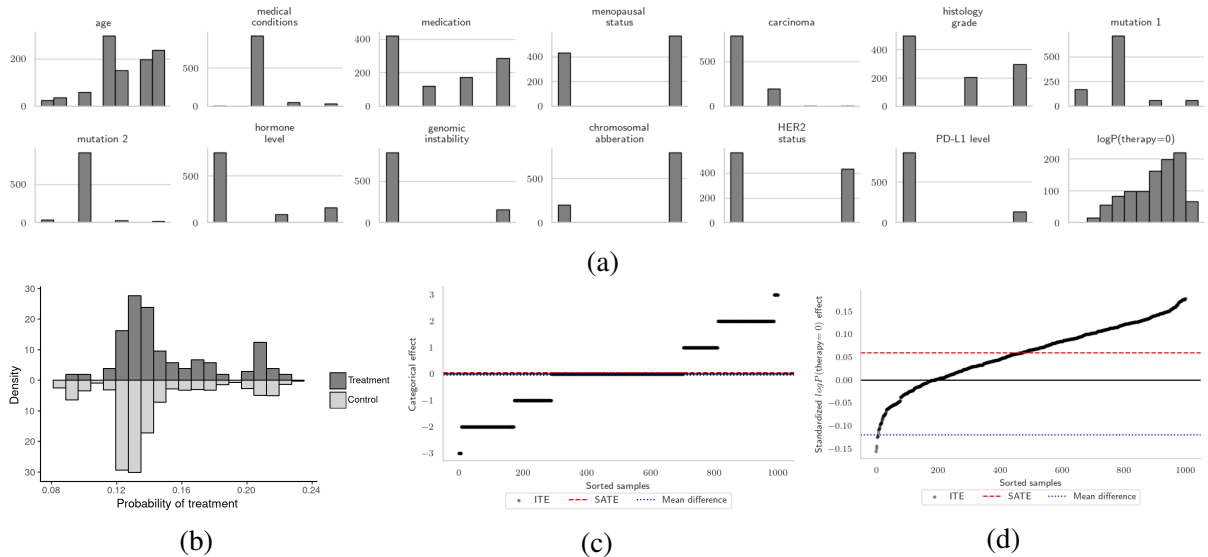 age
medical
conditions
medication
menopausal
status
carcinoma
histology
grade
mutation 1
200
0
500
0
400
200
0
400
200
0
500
0
400
200
0
500
250
0
mutation 2
hormone
level
genomic
instability
chromosomal
abberation
HER2
status
PD-L1 level
logP(therapy=0)
500
0
500
0
500
0
500
0
400
200
0
500
0
200
100
0
(a)
30
20
10
0
10
20
30
Density
0.08
0.12
0.16
0.20
0.24
Probability of treatment
Treatment
Control
(b)
3
2
1
0
−1
−2
−3
Categorical effect
0
200
400
600
800
1000
Sorted samples
ITE
SATE
Mean difference
(c)
0.15
0.10
0.05
0.00
−0.05
−0.10
−0.15
Standardized logP(therapy= 0) effect
0
200
400
600
800
1000
Sorted samples
ITE
SATE
Mean difference
(d)